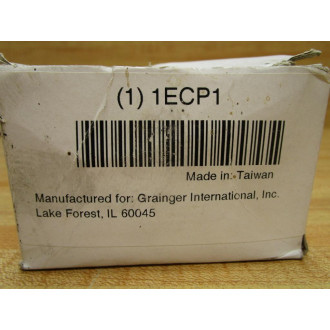 (1) 1ECP1
Made in: Taiwan
Manufactured for: Grainger International, Inc.
Lake Forest, IL 60045